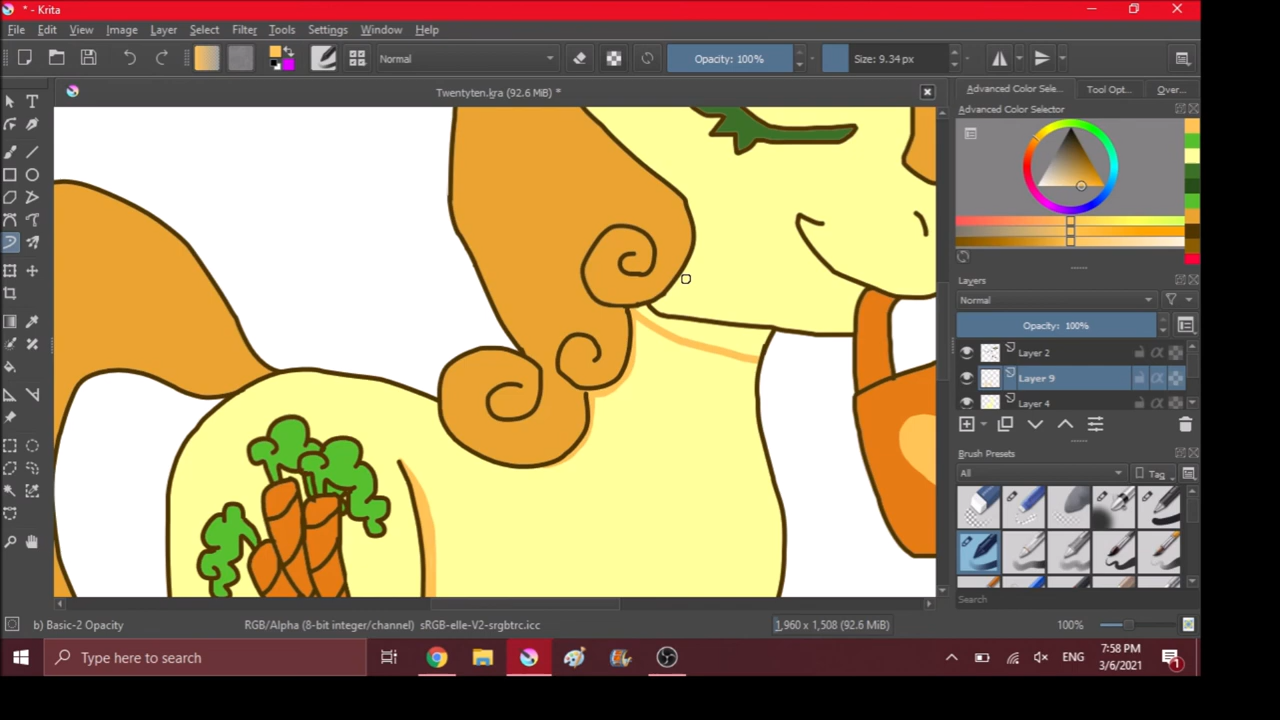 * - Krita
File Edit View Image Layer Select Filter Tools Settings Window Help
Normal Opacity: 100% Size: 9.34 px
Twentyten.kra (92.6 MiB) *
Advanced Color Sele... Tool Opt... Over...
Advanced Color Selector
Layers
Normal
Opacity: 100%
Layer 2
Layer 9
Layer 4
Brush Presets
All Tag
Search
b) Basic-2 Opacity RGB/Alpha (8-bit integer/channel) sRGB-elle-V2-srgbtrc.icc 1,960 x 1,508 (92.6 MiB) 100%
Type here to search ENG 7:58 PM
3/6/2021 1